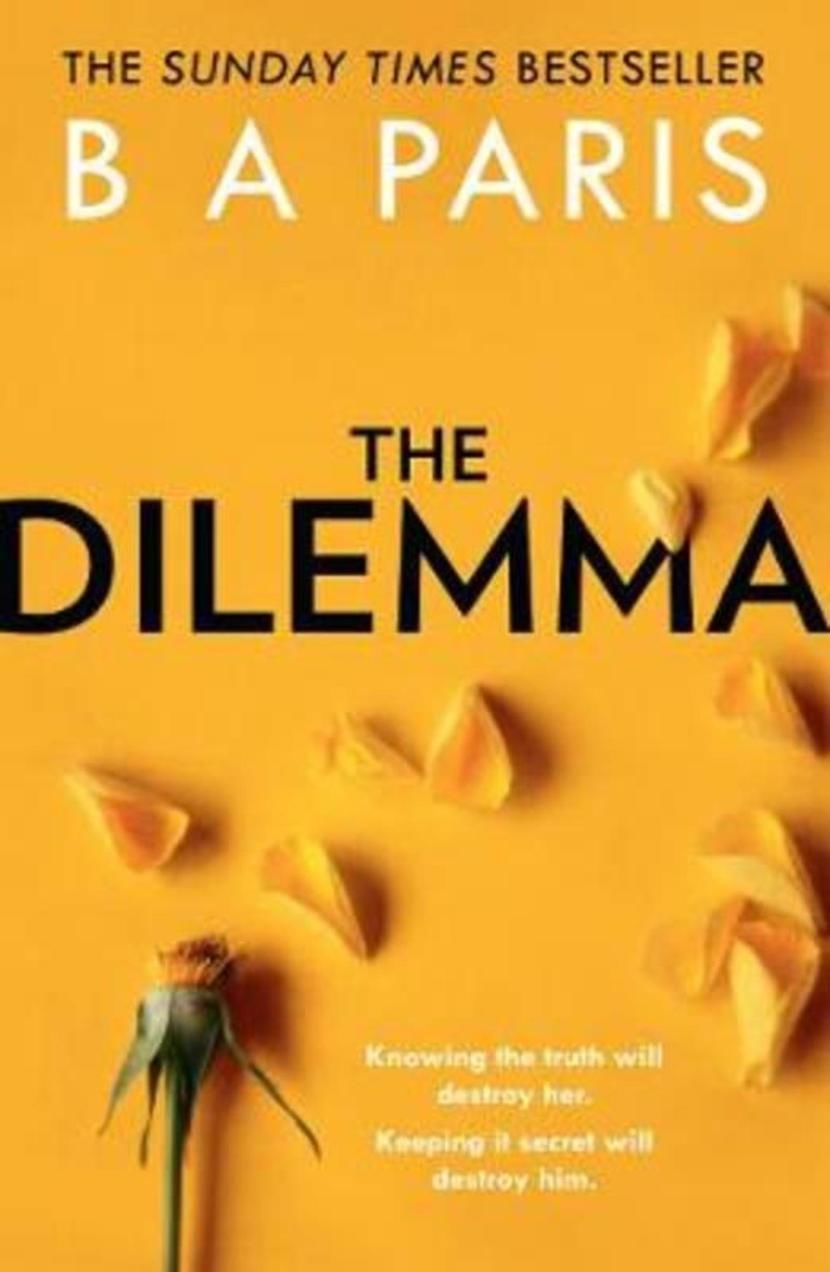 THE SUNDAY TIMES BESTSELLER
B A PARIS
THE
DILEMMA
Knowing the truth will
destroy her.
Keeping it secret will
destroy him.